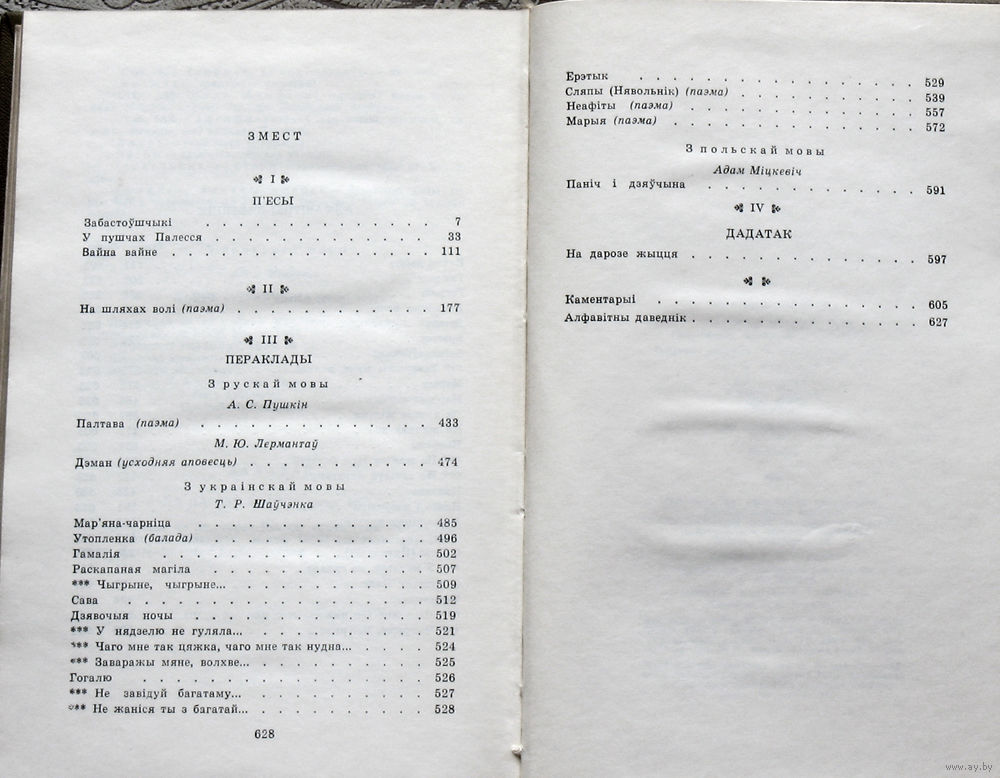 ЗМЕСТ
I
П'ЕСЫ
Забастоўшчыкі . . . . . . . . . . . . . . 7
У пушчах Палесся . . . . . . . . . . . . . 33
Вайна вайне . . . . . . . . . . . . . . . . 111
II
На шляхах волі (паэма) . . . . . . . . . . . . 177
III
ПЕРАКЛАДЫ
З рускай мовы
А. С. Пушкін
Палтава (паэма) . . . . . . . . . . . . . . . 433
М. Ю. Лермантаў
Дэман (усходняя аповесць) . . . . . . . . . . . 474
З украінскай мовы
Т. Р. Шаўчэнка
Мар'яна-чарніца . . . . . . . . . . . . . . 485
Утопленка (балада) . . . . . . . . . . . . . 496
Гамалія . . . . . . . . . . . . . . . . 502
Раскапаная магіла . . . . . . . . . . . . . 507
*** Чыгрыне, чыгрыне... . . . . . . . . . . . 509
Сава . . . . . . . . . . . . . . . . . . 512
Дзявочыя ночы . . . . . . . . . . . . . . 519
*** У нядзелю не гуляла... . . . . . . . . . . 521
*** Чаго мне так цяжка, чаго мне так нудна... . . . . 524
*** Заваражы мяне, волхве... . . . . . . . . . . 525
Гогалю . . . . . . . . . . . . . . . . . 526
*** Не завідуй багатаму... . . . . . . . . . . 527
*** Не жаніся ты з багатай... . . . . . . . . . . 528
628
Ерэтык . . . . . . . . . . . . . . . . . 529
Сляпы (Нявольнік) (паэма) . . . . . . . . . . . 539
Неафіты (паэма) . . . . . . . . . . . . . . 557
Марыя (паэма) . . . . . . . . . . . . . . . 572
З польскай мовы
Адам Міцкевіч
Паніч і дзяўчына . . . . . . . . . . . . . 591
IV
ДАДАТАК
На дарозе жыцця . . . . . . . . . . . . . . 597
Каментарыі . . . . . . . . . . . . . . . . 605
Алфавітны даведнік . . . . . . . . . . . . . . 627
www.ay.by